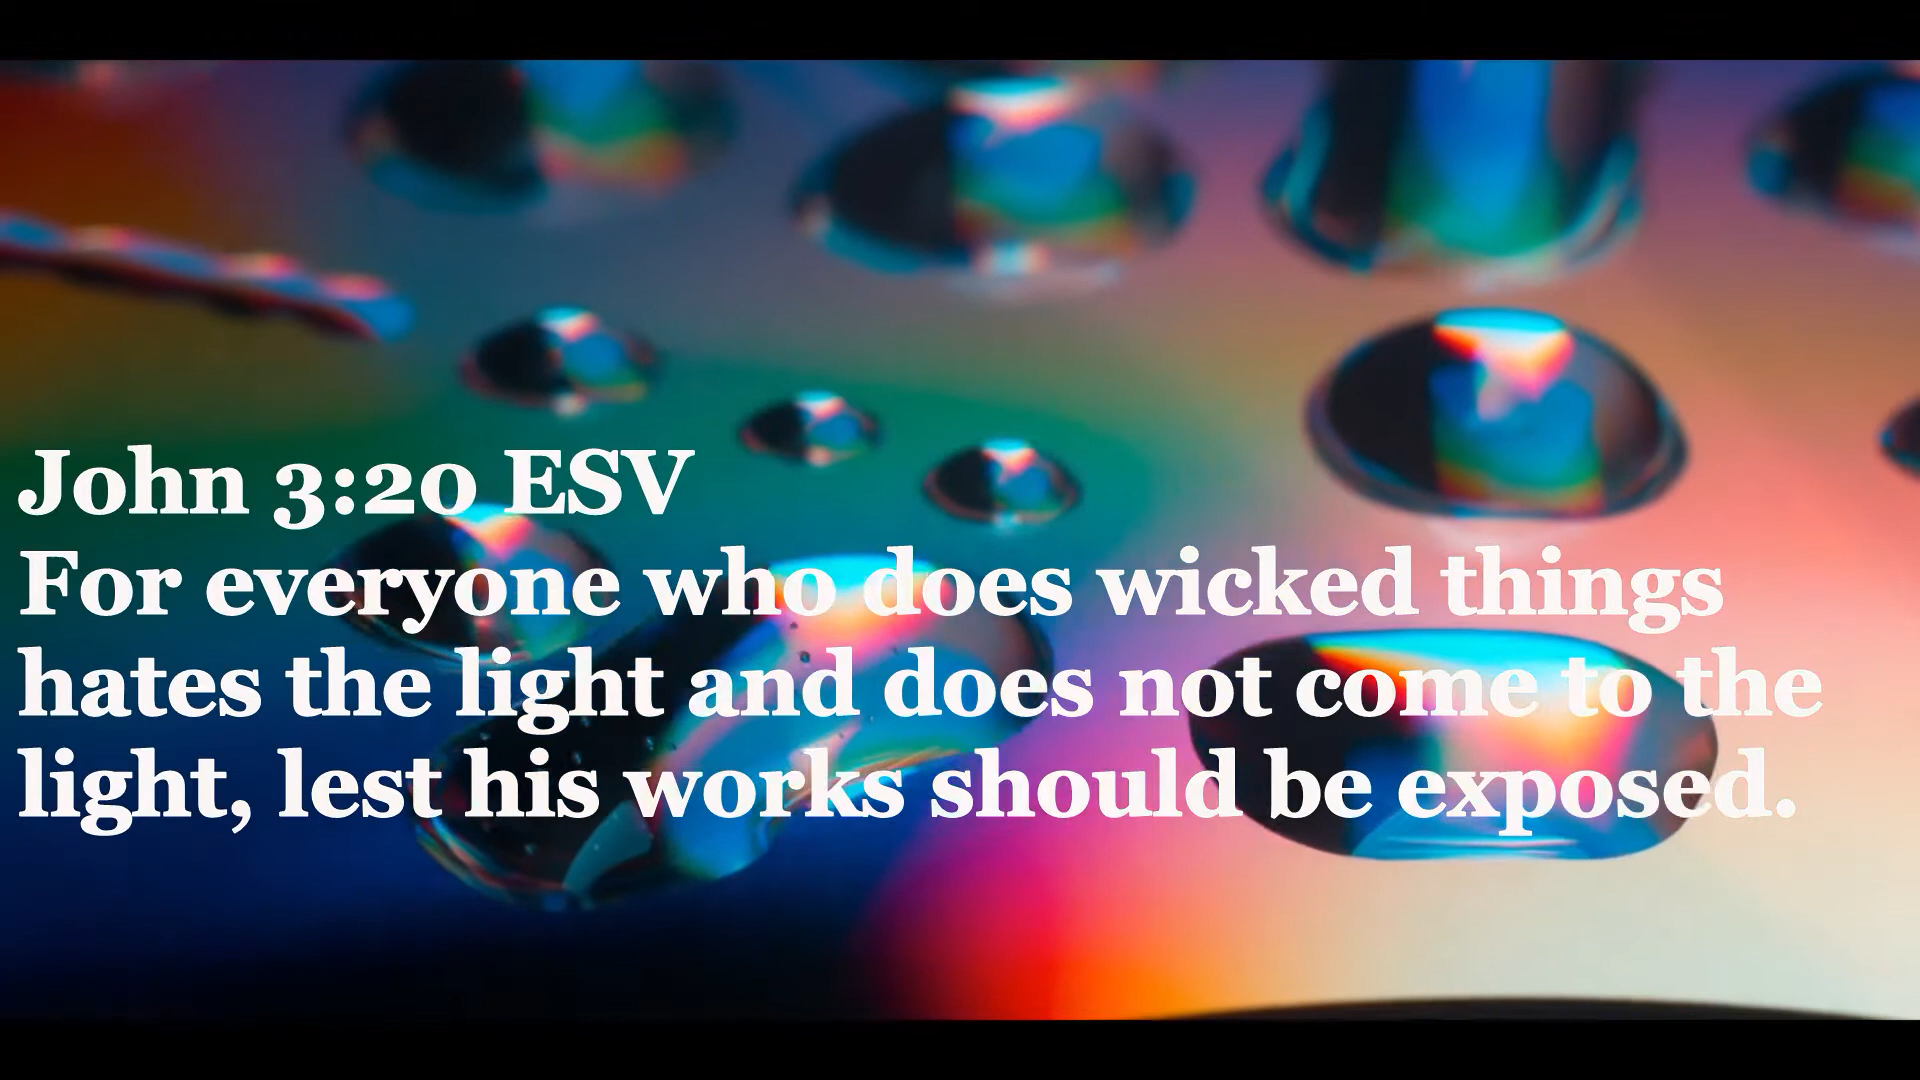 John 3:20 ESV
For everyone who does wicked things
hates the light and does not come to the
light, lest his works should be exposed.